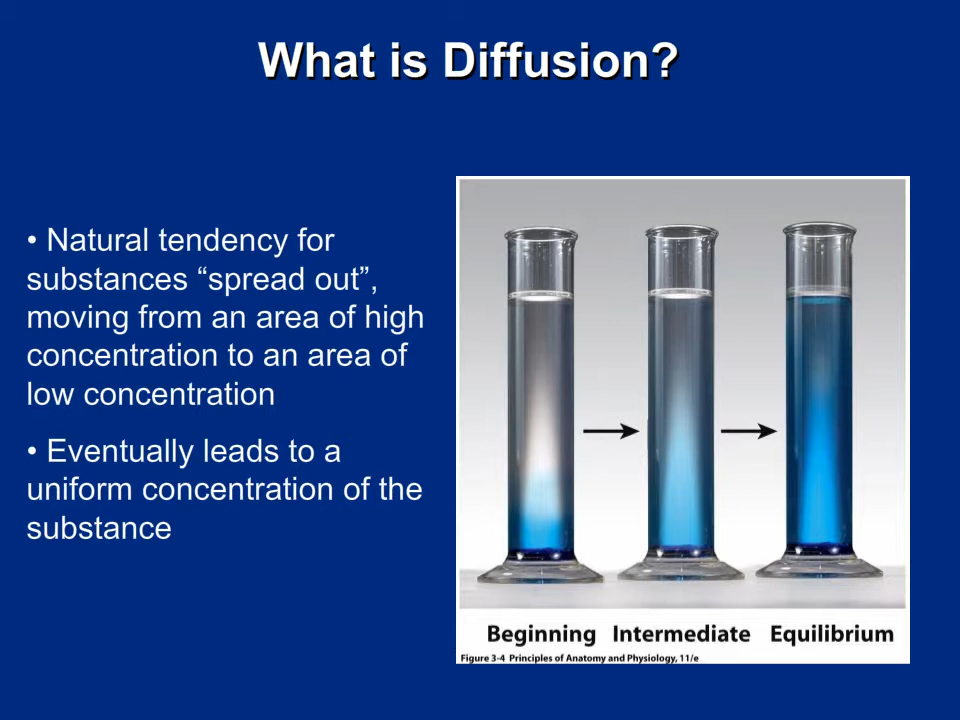 What is Diffusion?
• Natural tendency for
substances “spread out”,
moving from an area of high
concentration to an area of
low concentration
• Eventually leads to a
uniform concentration of the
substance
Beginning Intermediate Equilibrium
Figure 3-4 Principles of Anatomy and Physiology, 11/e